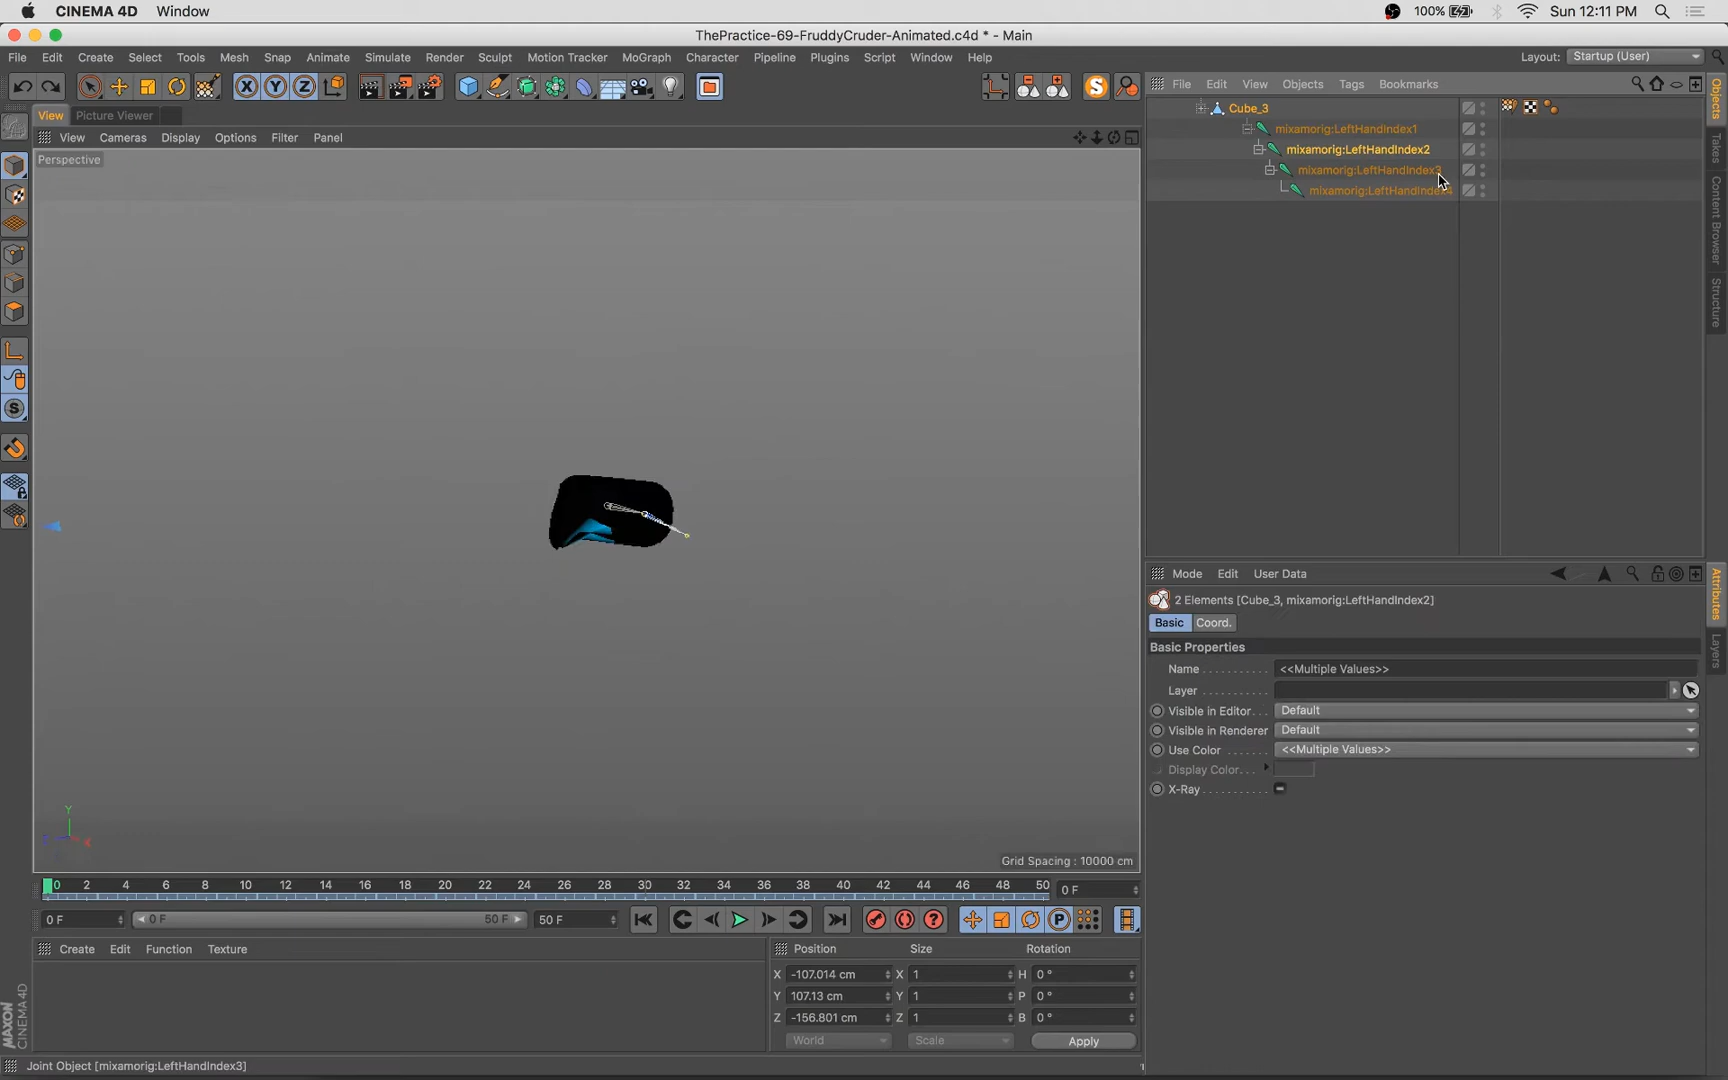 CINEMA 4D Window 100% Sun 12:11 PM
ThePractice-69-FruddyCruder-Animated.c4d * - Main
File Edit Create Select Tools Mesh Snap Animate Simulate Render Sculpt Motion Tracker MoGraph Character Pipeline Plugins Script Window Help Layout: Startup (User)
X Y Z S
File Edit View Objects Tags Bookmarks
View Picture Viewer
View Cameras Display Options Filter Panel
Perspective
Cube_3
mixamorig:LeftHandIndex1
mixamorig:LeftHandIndex2
mixamorig:LeftHandIndex3
mixamorig:LeftHandIndex4
Objects
Takes
Content Browser
Structure
Mode Edit User Data
2 Elements [Cube_3, mixamorig:LeftHandIndex2]
Basic Coord.
Basic Properties
Name <<Multiple Values>>
Layer
Visible in Editor Default
Visible in Renderer Default
Use Color <<Multiple Values>>
Display Color
X-Ray
Attributes
Layers
Y
Grid Spacing : 10000 cm
0 2 4 6 8 10 12 14 16 18 20 22 24 26 28 30 32 34 36 38 40 42 44 46 48 50 0 F
0 F 0 F 50 F 50 F
P
Create Edit Function Texture
Position Size Rotation
X -107.014 cm X 1 H 0 °
Y 107.13 cm Y 1 P 0 °
Z -156.801 cm Z 1 B 0 °
World Scale Apply
MAXON
CINEMA 4D
Joint Object [mixamorig:LeftHandIndex3]